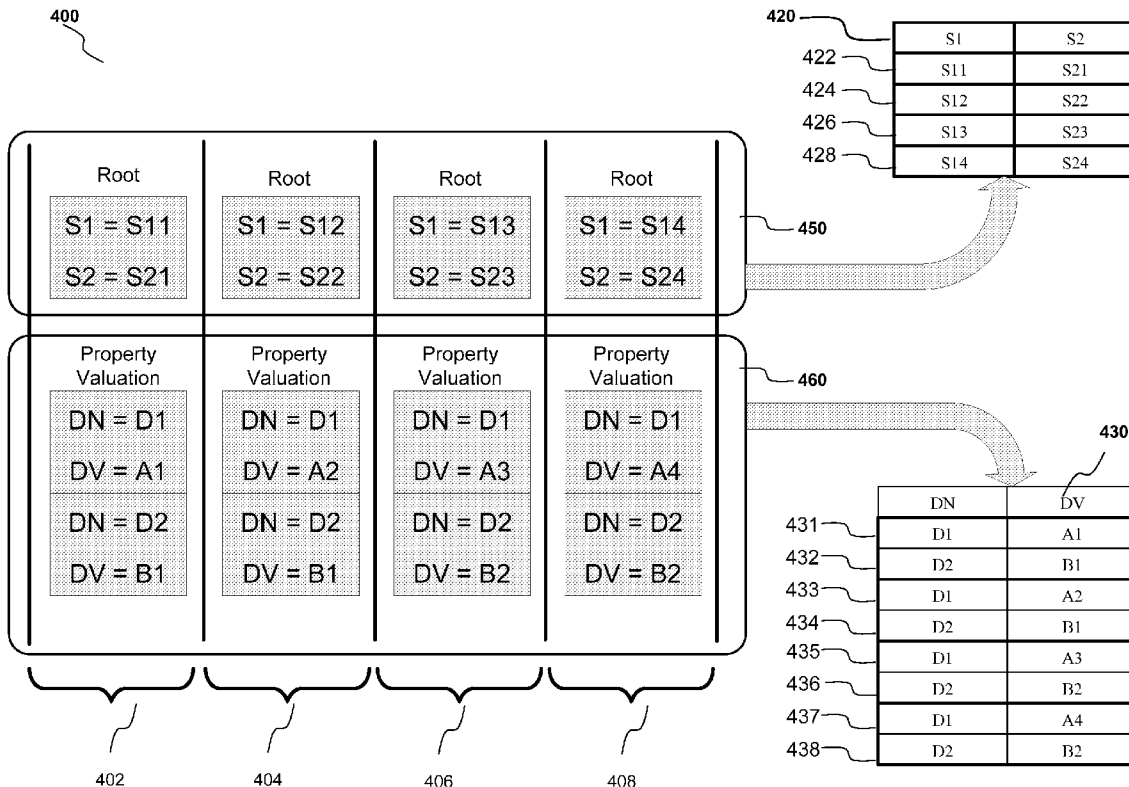 400
420
S1 S2
422
S11 S21
424
S12 S22
426
S13 S23
428
S14 S24
Root Root Root Root
S1 = S11 S1 = S12 S1 = S13 S1 = S14
S2 = S21 S2 = S22 S2 = S23 S2 = S24
450
Property Valuation Property Valuation Property Valuation Property Valuation
DN = D1 DN = D1 DN = D1 DN = D1
DV = A1 DV = A2 DV = A3 DV = A4
DN = D2 DN = D2 DN = D2 DN = D2
DV = B1 DV = B1 DV = B2 DV = B2
460
430
DN DV
431
D1 A1
432
D2 B1
433
D1 A2
434
D2 B1
435
D1 A3
436
D2 B2
437
D1 A4
438
D2 B2
402 404 406 408